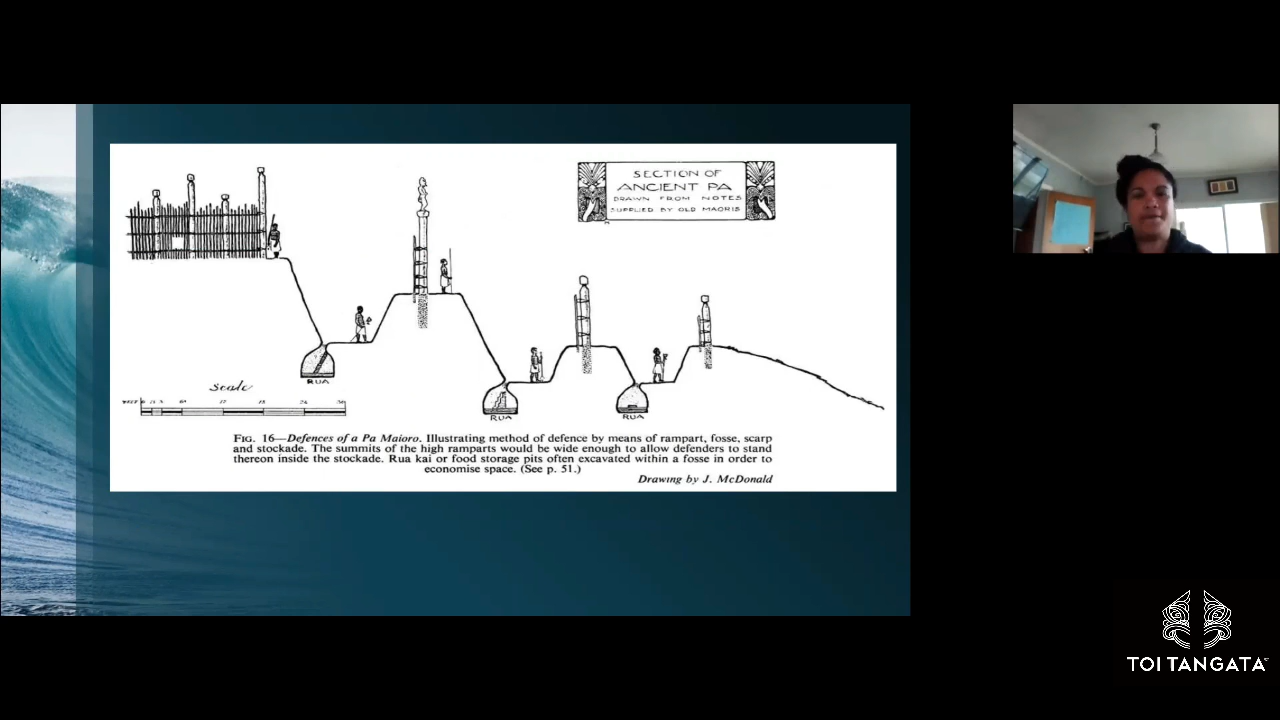 SECTION OF
ANCIENT PA
DRAWN FROM NOTES
SUPPLIED BY OLD MAORIS
RUA
Scale
FEET
RUA
RUA
FIG. 16—Defences of a Pa Maioro. Illustrating method of defence by means of rampart, fosse, scarp
and stockade. The summits of the high ramparts would be wide enough to allow defenders to stand
thereon inside the stockade. Rua kai or food storage pits often excavated within a fosse in order to
economise space. (See p. 51.)
Drawing by J. McDonald
TOI TANGATA